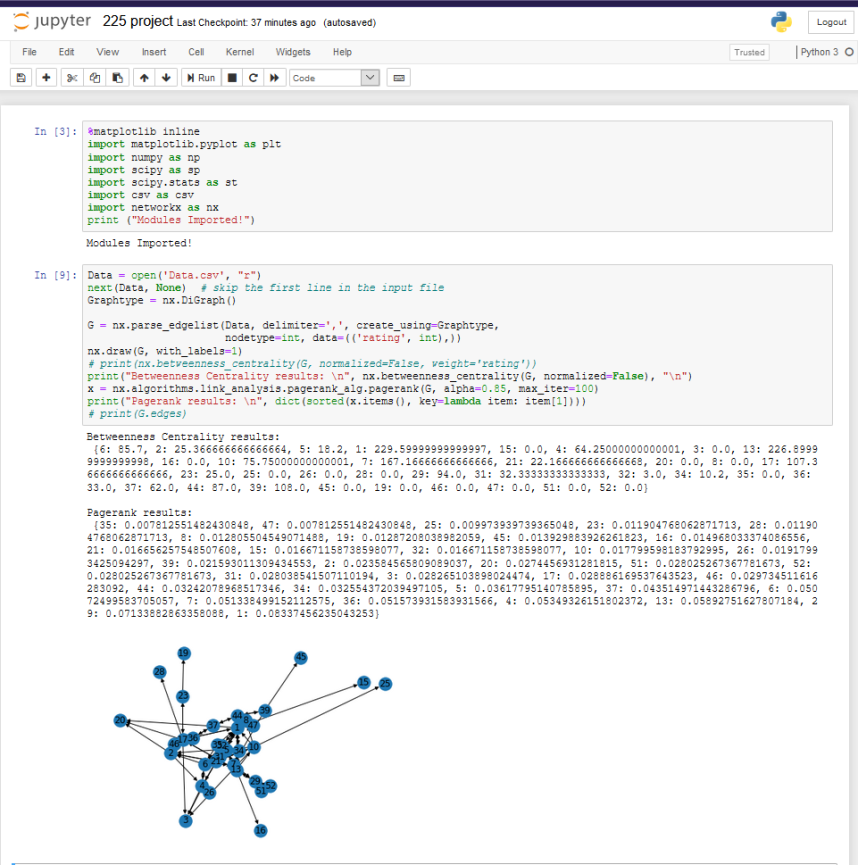 jupyter 225 project Last Checkpoint: 37 minutes ago (autosaved)
Logout
File Edit View Insert Cell Kernel Widgets Help
Trusted
Python 3
Run
Code
In [3]:
%matplotlib inline
import matplotlib.pyplot as plt
import numpy as np
import scipy as sp
import scipy.stats as st
import csv as csv
import networkx as nx
print ("Modules Imported!")
Modules Imported!
In [9]:
Data = open('Data.csv', "r")
next(Data, None)  # skip the first line in the input file
Graphtype = nx.DiGraph()
G = nx.parse_edgelist(Data, delimiter=',', create_using=Graphtype,
nodetype=int, data=(('rating', int),))
nx.draw(G, with_labels=1)
# print(nx.betweenness_centrality(G, normalized=False, weight='rating'))
print("Betweenness Centrality results: \n", nx.betweenness_centrality(G, normalized=False), "\n")
x = nx.algorithms.link_analysis.pagerank_alg.pagerank(G, alpha=0.85, max_iter=100)
print("Pagerank results: \n", dict(sorted(x.items(), key=lambda item: item[1])))
# print(G.edges)
Betweenness Centrality results:
{6: 85.7, 2: 25.366666666666664, 5: 18.2, 1: 229.59999999999997, 15: 0.0, 4: 64.25000000000001, 3: 0.0, 13: 226.8999
9999999998, 16: 0.0, 10: 75.75000000000001, 7: 167.16666666666666, 21: 22.166666666666668, 20: 0.0, 8: 0.0, 17: 107.3
6666666666666, 23: 25.0, 25: 0.0, 26: 0.0, 28: 0.0, 29: 94.0, 31: 32.33333333333333, 32: 3.0, 34: 10.2, 35: 0.0, 36:
33.0, 37: 62.0, 44: 87.0, 39: 108.0, 45: 0.0, 19: 0.0, 46: 0.0, 47: 0.0, 51: 0.0, 52: 0.0}
Pagerank results:
{35: 0.007812551482430848, 47: 0.007812551482430848, 25: 0.009973939739365048, 23: 0.011904768062871713, 28: 0.01190
4768062871713, 8: 0.012805504549071488, 19: 0.01287208038982059, 45: 0.013929883926261823, 16: 0.014968033374086556,
21: 0.016656257548507608, 15: 0.016671158738598077, 32: 0.016671158738598077, 10: 0.017799598183792995, 26: 0.0191799
3425094297, 39: 0.021593011309434553, 2: 0.023584565809089037, 20: 0.0274456931281815, 51: 0.028025267367781673, 52:
0.028025267367781673, 31: 0.028038541507110194, 3: 0.028265103898024474, 17: 0.028886169537643523, 46: 0.029734511616
283092, 44: 0.03242078968517346, 34: 0.032554372039497105, 5: 0.03617795140785895, 37: 0.043514971443286796, 6: 0.050
72499583705057, 7: 0.051338499152112575, 36: 0.051573931583931566, 4: 0.05349326151802372, 13: 0.05892751627807184, 2
9: 0.07133882863358088, 1: 0.08337456235043253}
19
45
28
15
25
23
39
44
20
8
37
1
47
17
36
46
10
2
34
31
6
21
7
13
29
4
52
26
51
3
16